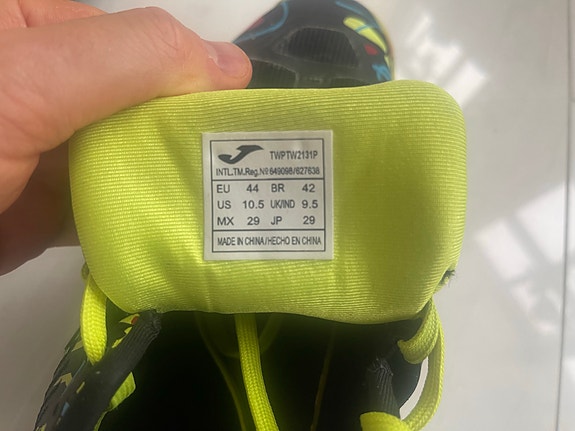 TWPTW2131P
INTL.TM.Reg.Nº 649098/627638
EU 44 BR 42
US 10.5 UK/IND 9.5
MX 29 JP 29
MADE IN CHINA/HECHO EN CHINA